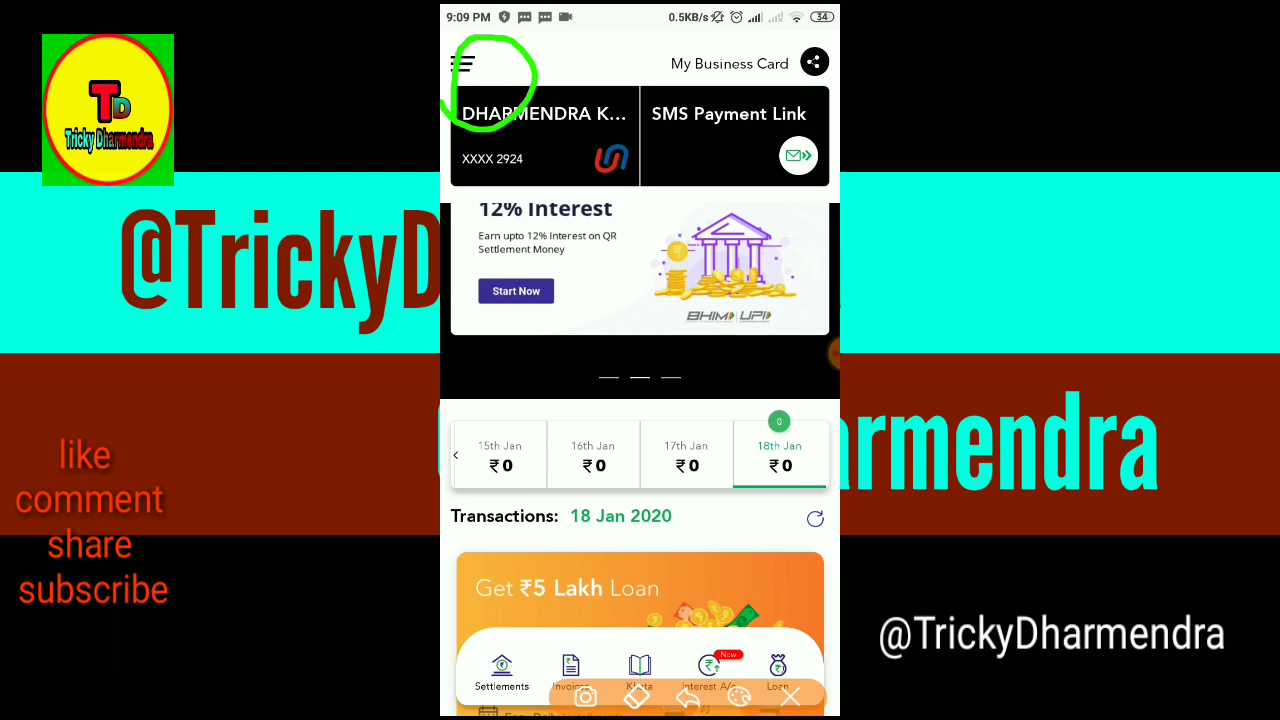 9:09 PM
0.5KB/s
34
TD
Tricky Dharmendra
My Business Card
DHARMENDRA K...
SMS Payment Link
XXXX 2924
@TrickyD
12% Interest
Earn upto 12% Interest on QR
Settlement Money
Start Now
BHIM UPI
like
comment
share
subscribe
armendra
0
15th Jan
16th Jan
17th Jan
18th Jan
₹ 0
₹ 0
₹ 0
₹ 0
Transactions: 18 Jan 2020
Get ₹5 Lakh Loan
@TrickyDharmendra
New
Settlements
Invoices
Khata
Interest A/c
Loan